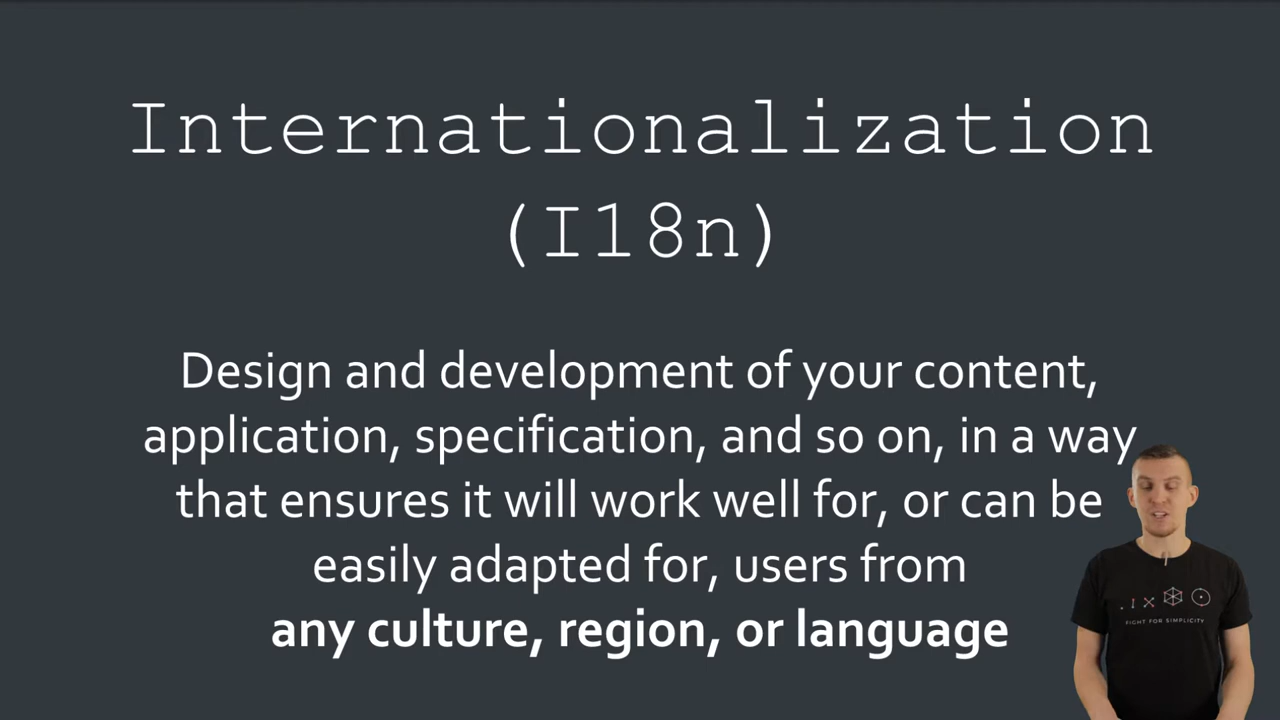 Internationalization
(I18n)
Design and development of your content,
application, specification, and so on, in a way
that ensures it will work well for, or can be
easily adapted for, users from
any culture, region, or language
FIGHT FOR SIMPLICITY